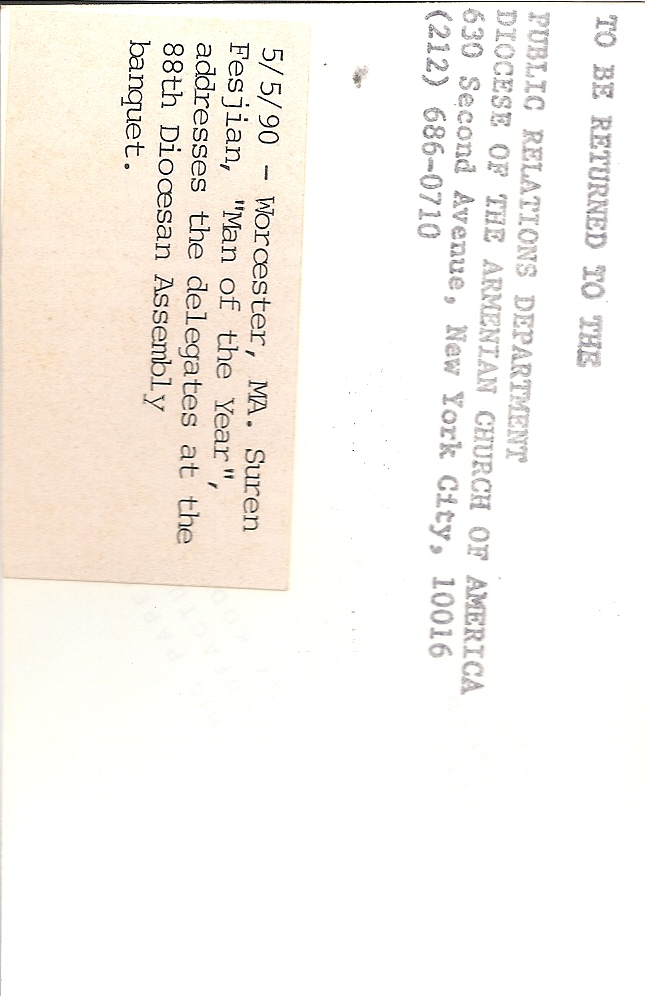 TO BE RETURNED TO THE
PUBLIC RELATIONS DEPARTMENT
DIOCESE OF THE ARMENIAN CHURCH OF AMERICA
630 Second Avenue, New York City, 10016
(212) 686-0710
5/5/90 - Worcester, MA. Suren
Fesjian, "Man of the Year",
addresses the delegates at the
88th Diocesan Assembly
banquet.